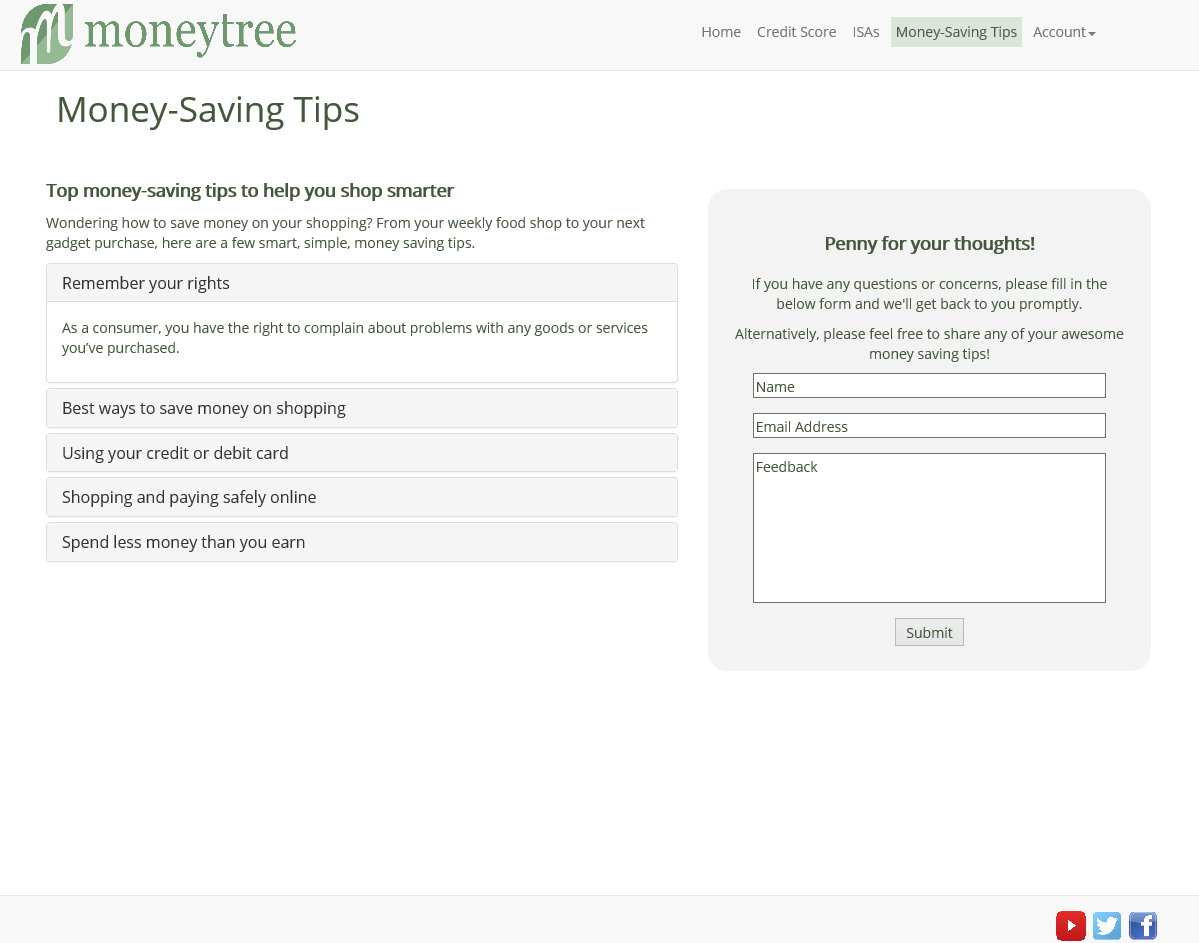 moneytree
Home Credit Score ISAs Money-Saving Tips Account
Money-Saving Tips
Top money-saving tips to help you shop smarter
Wondering how to save money on your shopping? From your weekly food shop to your next
gadget purchase, here are a few smart, simple, money saving tips.
Remember your rights
As a consumer, you have the right to complain about problems with any goods or services
you’ve purchased.
Best ways to save money on shopping
Using your credit or debit card
Shopping and paying safely online
Spend less money than you earn
Penny for your thoughts!
If you have any questions or concerns, please fill in the
below form and we'll get back to you promptly.
Alternatively, please feel free to share any of your awesome
money saving tips!
Name
Email Address
Feedback
Submit